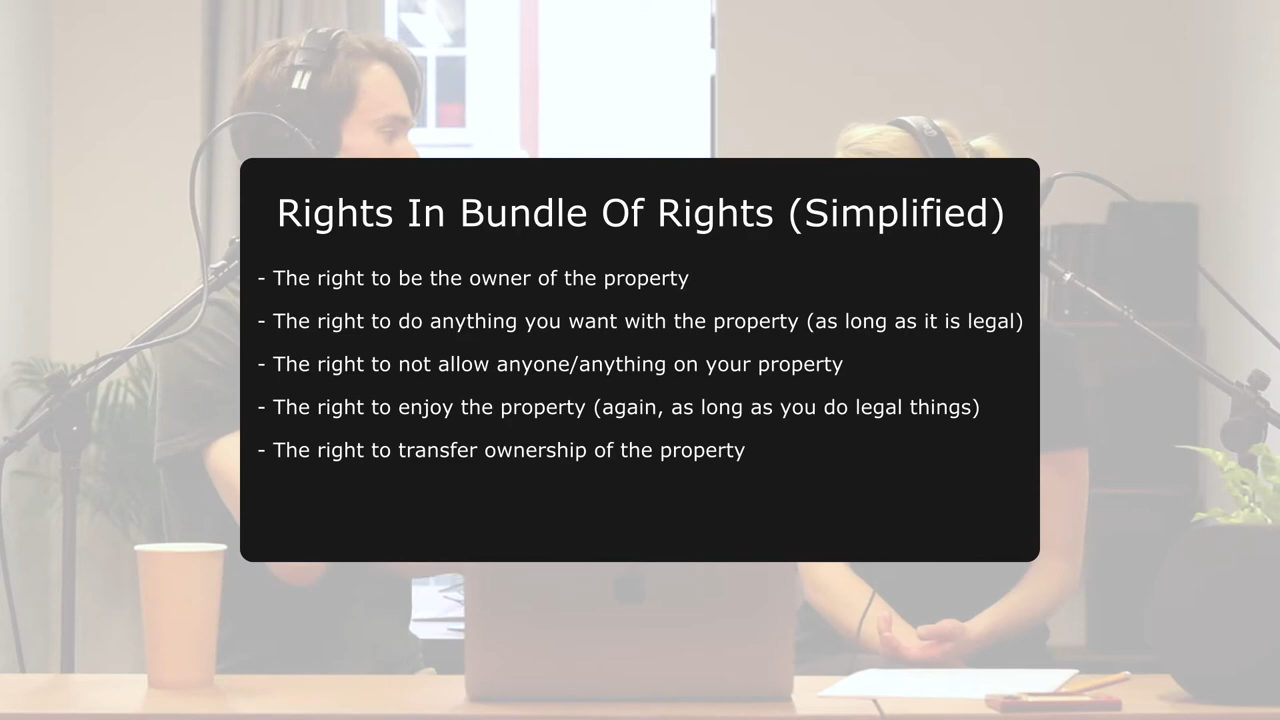 Rights In Bundle Of Rights (Simplified)
- The right to be the owner of the property
- The right to do anything you want with the property (as long as it is legal)
- The right to not allow anyone/anything on your property
- The right to enjoy the property (again, as long as you do legal things)
- The right to transfer ownership of the property